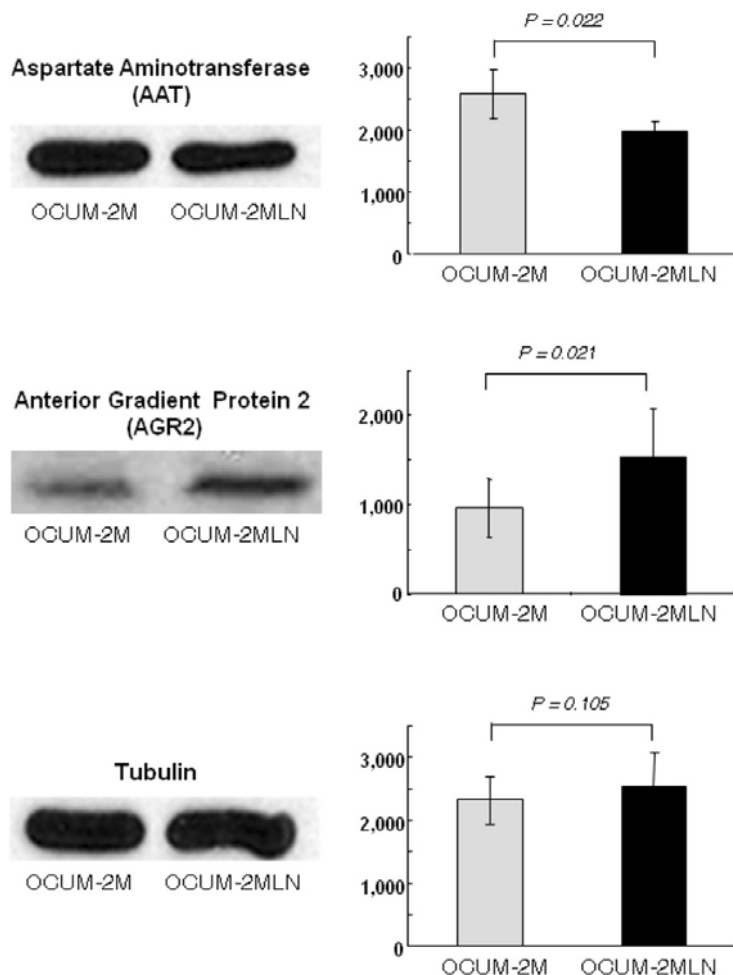 Aspartate Aminotransferase
(AAT)
OCUM-2M OCUM-2MLN
P = 0.022
3,000
2,000
1,000
0
OCUM-2M OCUM-2MLN
Anterior Gradient Protein 2
(AGR2)
OCUM-2M OCUM-2MLN
P = 0.021
2,000
1,000
0
OCUM-2M OCUM-2MLN
Tubulin
OCUM-2M OCUM-2MLN
P = 0.105
3,000
2,000
1,000
0
OCUM-2M OCUM-2MLN